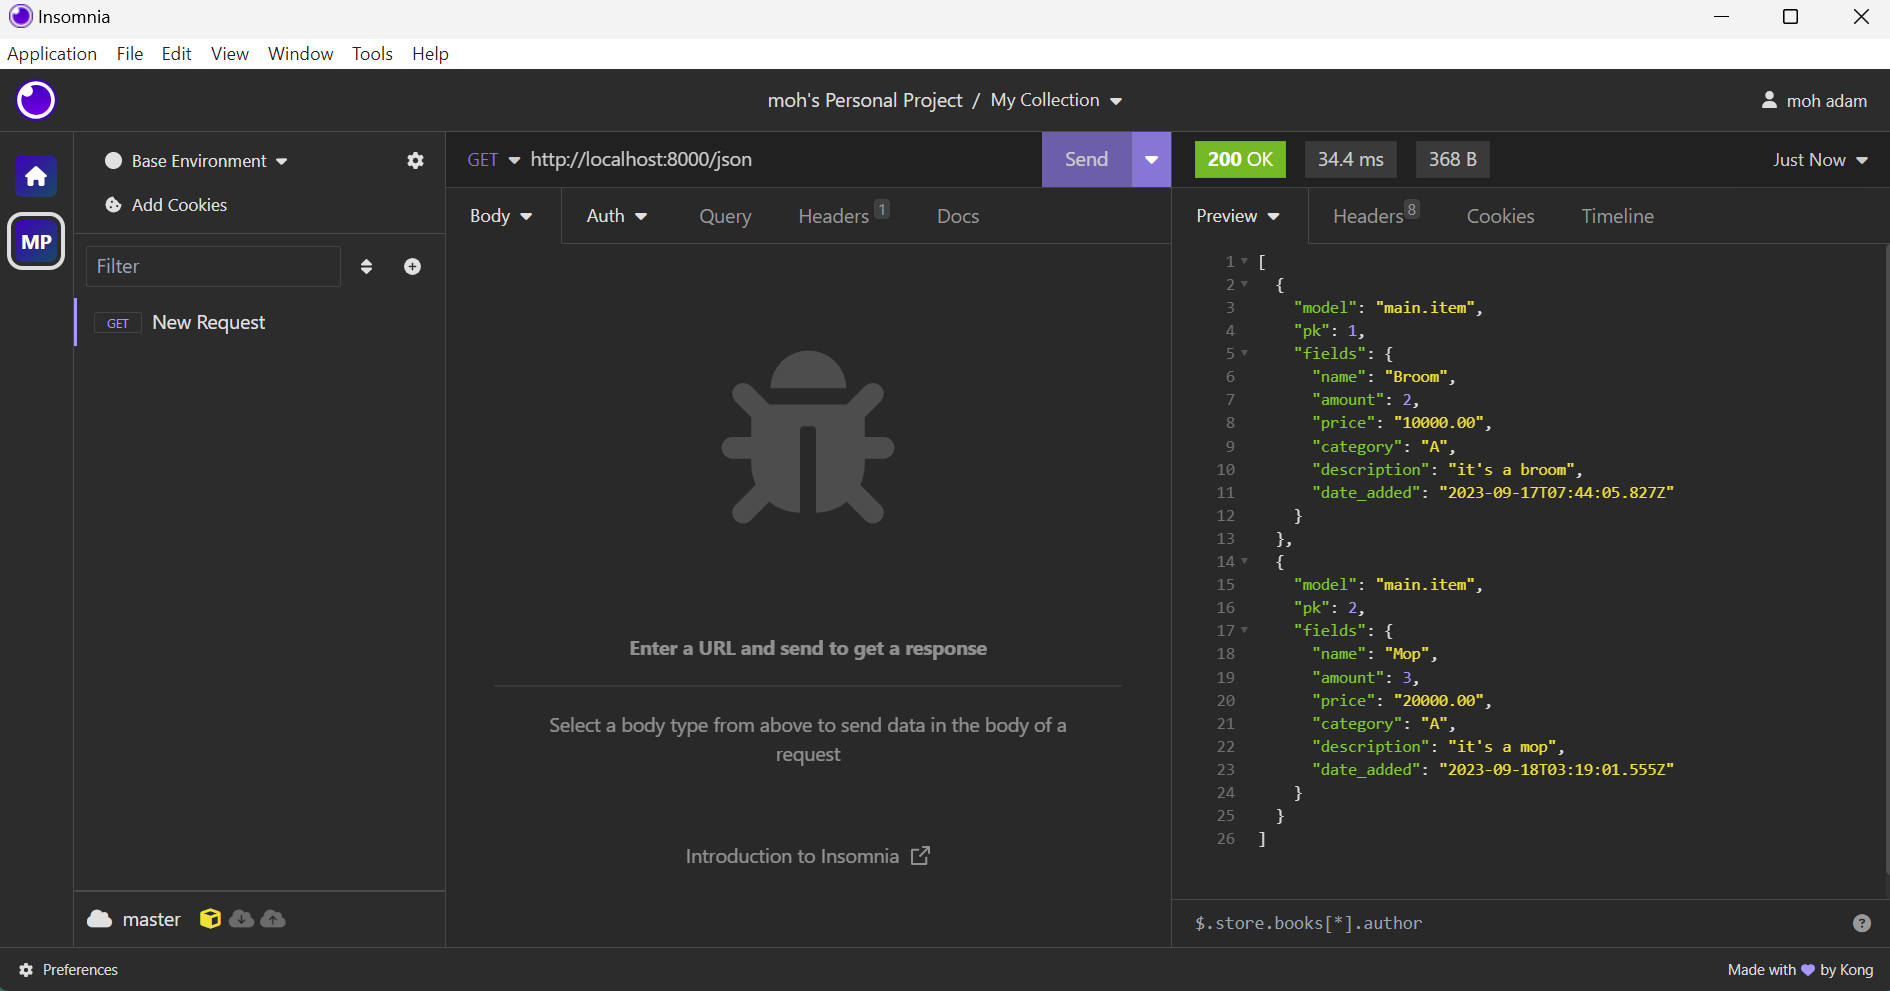 Insomnia
Application File Edit View Window Tools Help
moh's Personal Project / My Collection
moh adam
Base Environment
Add Cookies
MP
Filter
GET New Request
master
GET http://localhost:8000/json
Send
Body Auth Query Headers 1 Docs
Enter a URL and send to get a response
Select a body type from above to send data in the body of a
request
Introduction to Insomnia
200 OK 34.4 ms 368 B Just Now
Preview Headers 8 Cookies Timeline
1 [
2 {
3 "model": "main.item",
4 "pk": 1,
5 "fields": {
6 "name": "Broom",
7 "amount": 2,
8 "price": "10000.00",
9 "category": "A",
10 "description": "it's a broom",
11 "date_added": "2023-09-17T07:44:05.827Z"
12 }
13 },
14 {
15 "model": "main.item",
16 "pk": 2,
17 "fields": {
18 "name": "Mop",
19 "amount": 3,
20 "price": "20000.00",
21 "category": "A",
22 "description": "it's a mop",
23 "date_added": "2023-09-18T03:19:01.555Z"
24 }
25 }
26 ]
$.store.books[*].author
?
Preferences
Made with 💜 by Kong